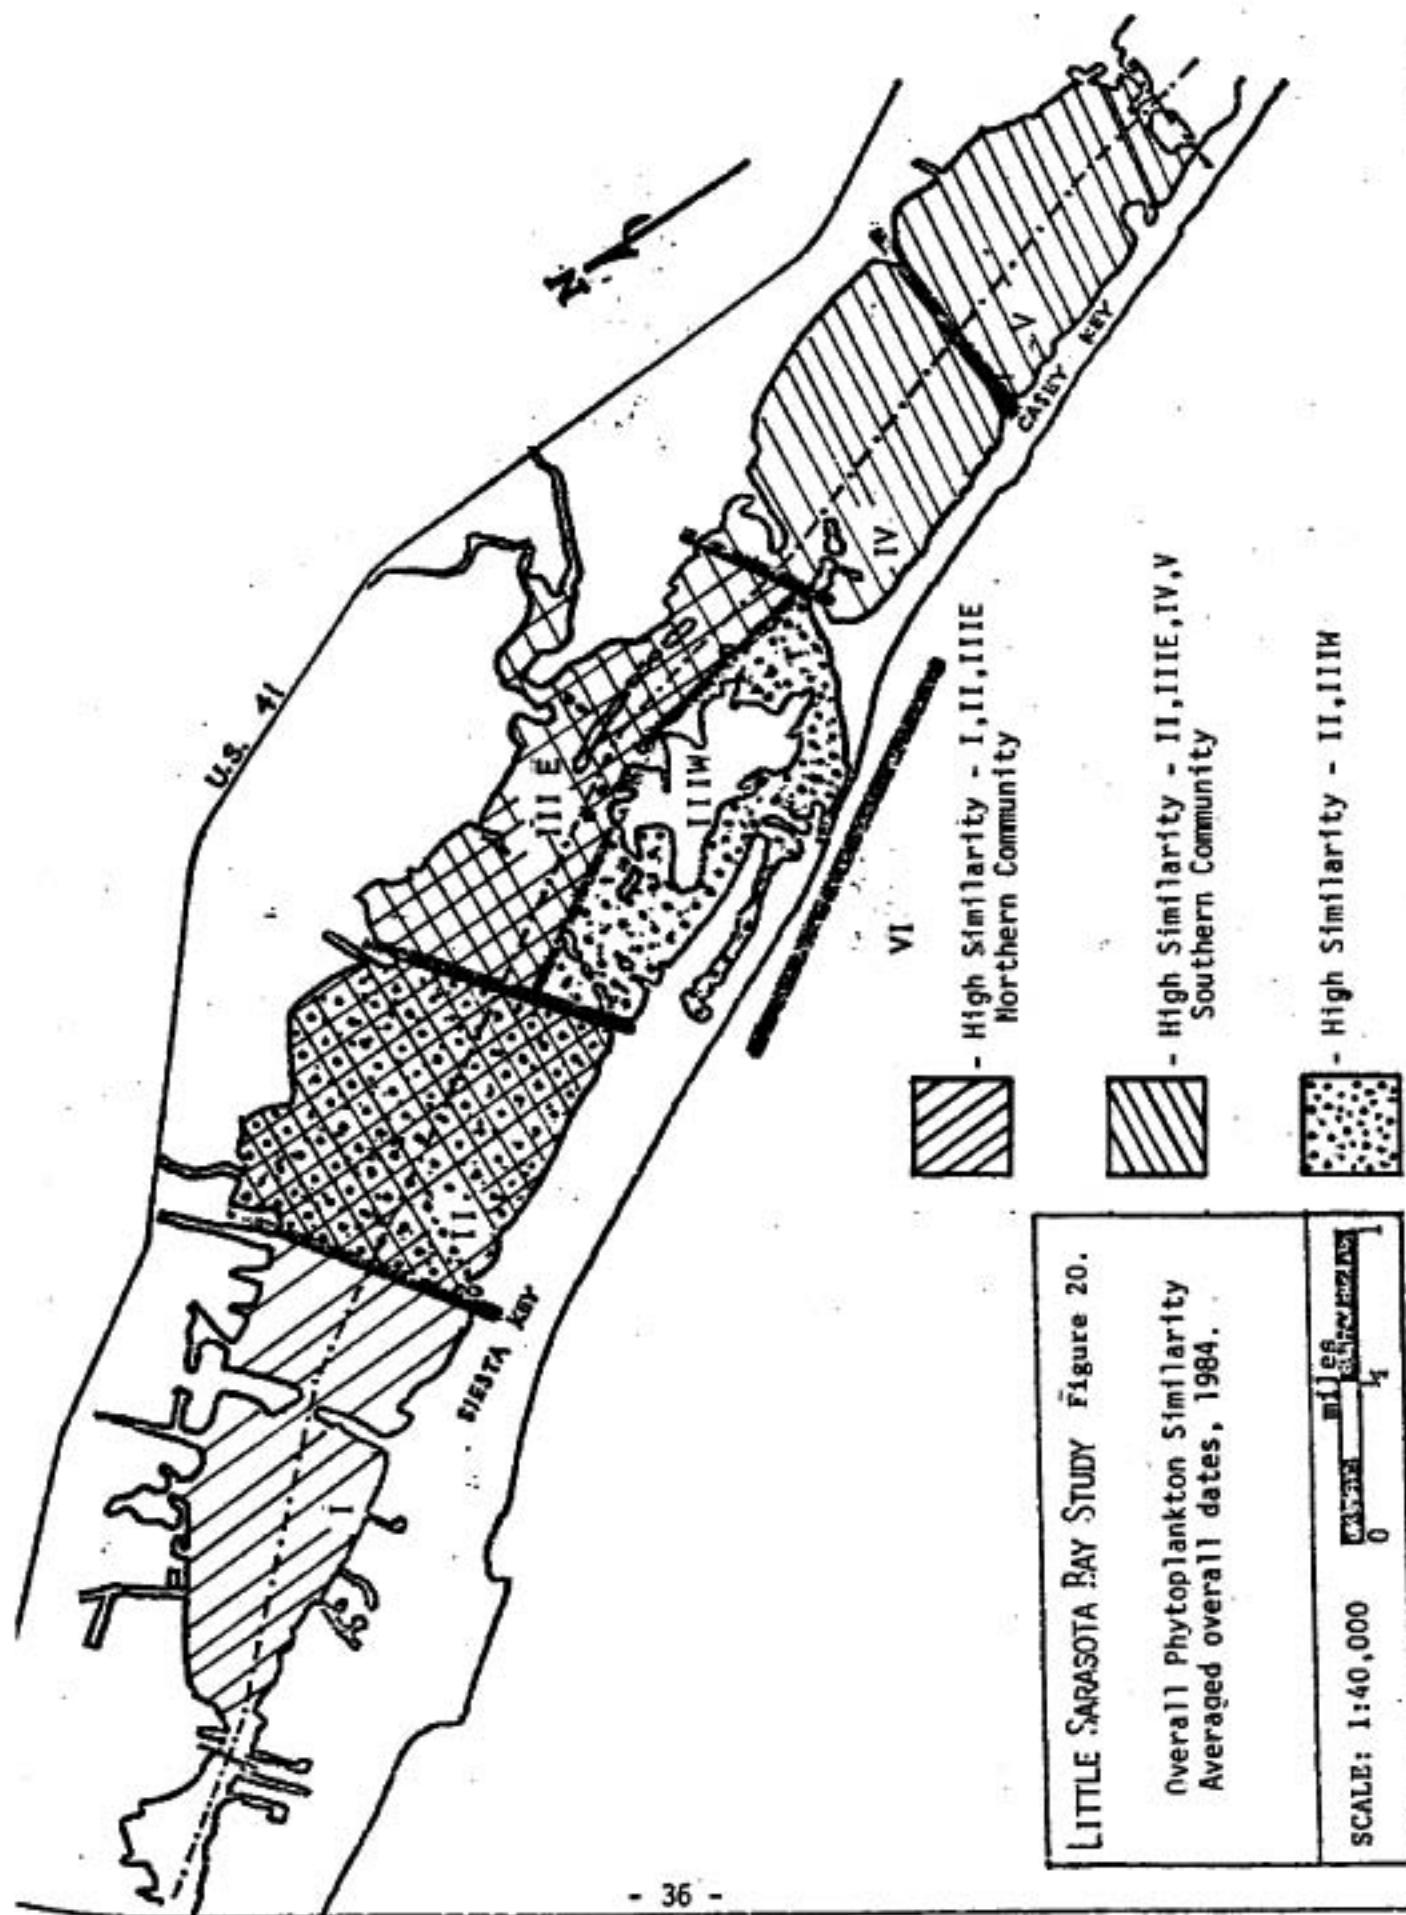 N
U.S. 41
III E
IIIW
IV
V
CASEY KEY
II
I
SIESTA KEY
VI
- High Similarity - I,II,IIIE
Northern Community
- High Similarity - II,IIIE,IV,V
Southern Community
- High Similarity - II,IIIW
LITTLE SARASOTA BAY STUDY Figure 20.
Overall Phytoplankton Similarity
Averaged overall dates, 1984.
SCALE: 1:40,000
miles
0 ½ 1
- 36 -